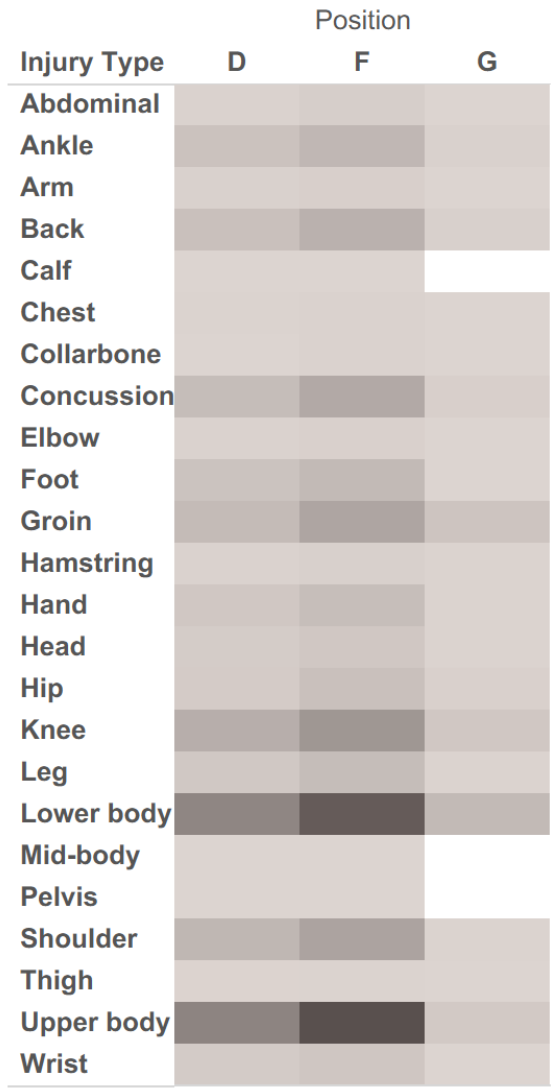 Position
Injury Type D F G
Abdominal
Ankle
Arm
Back
Calf
Chest
Collarbone
Concussion
Elbow
Foot
Groin
Hamstring
Hand
Head
Hip
Knee
Leg
Lower body
Mid-body
Pelvis
Shoulder
Thigh
Upper body
Wrist